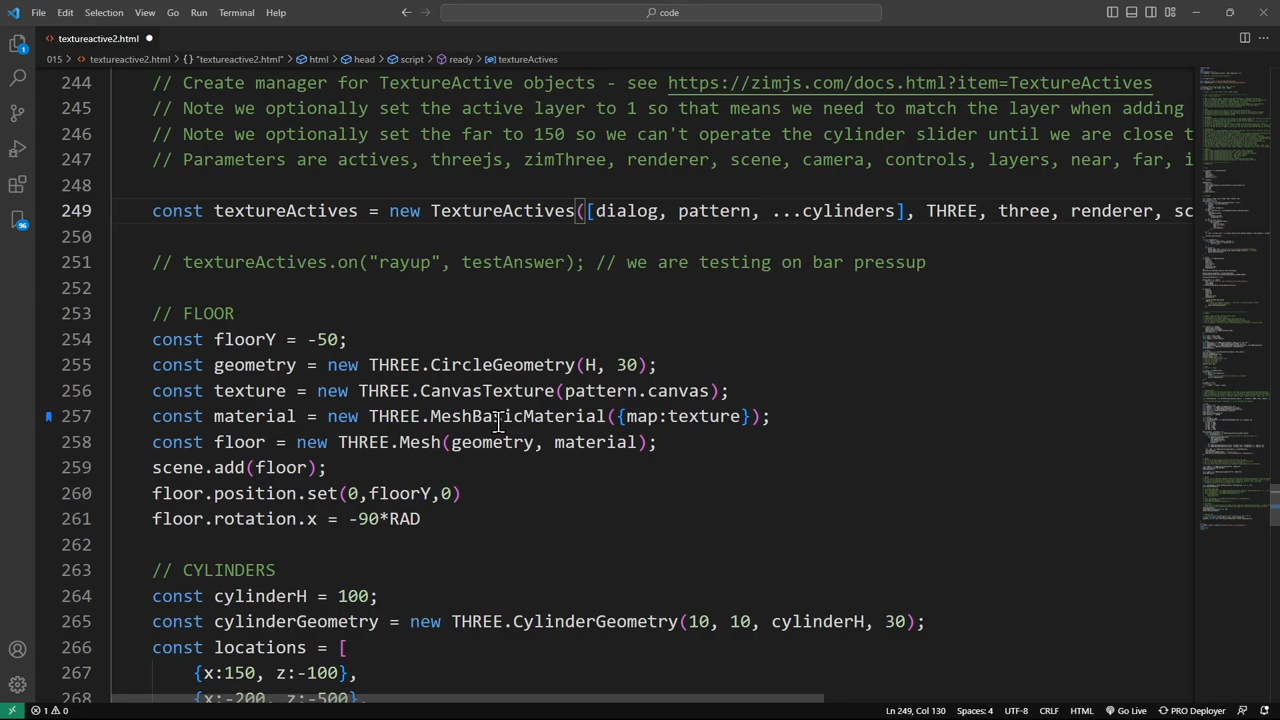 File Edit Selection View Go Run Terminal Help
code
textureactive2.html
015 > textureactive2.html > {} "textureactive2.html" > html > head > script > ready > textureActives
244 // Create manager for TextureActive objects - see https://zimjs.com/docs.html?item=TextureActives
245 // Note we optionally set the active layer to 1 so that means we need to match the layer when adding
246 // Note we optionally set the far to 150 so we can't operate the cylinder slider until we are close t
247 // Parameters are actives, threejs, zimThree, renderer, scene, camera, controls, layers, near, far, i
248
249 const textureActives = new TextureActives([dialog, pattern, ...cylinders], THREE, three, renderer, sc
250
251 // textureActives.on("rayup", testAnswer); // we are testing on bar pressup
252
253 // FLOOR
254 const floorY = -50;
255 const geometry = new THREE.CircleGeometry(H, 30);
256 const texture = new THREE.CanvasTexture(pattern.canvas);
257 const material = new THREE.MeshBasicMaterial({map:texture});
258 const floor = new THREE.Mesh(geometry, material);
259 scene.add(floor);
260 floor.position.set(0,floorY,0)
261 floor.rotation.x = -90*RAD
262
263 // CYLINDERS
264 const cylinderH = 100;
265 const cylinderGeometry = new THREE.CylinderGeometry(10, 10, cylinderH, 30);
266 const locations = [
267 {x:150, z:-100},
268 {x:-200, z:-500},
1
96
1 0 Ln 249, Col 130 Spaces: 4 UTF-8 CRLF HTML Go Live PRO Deployer